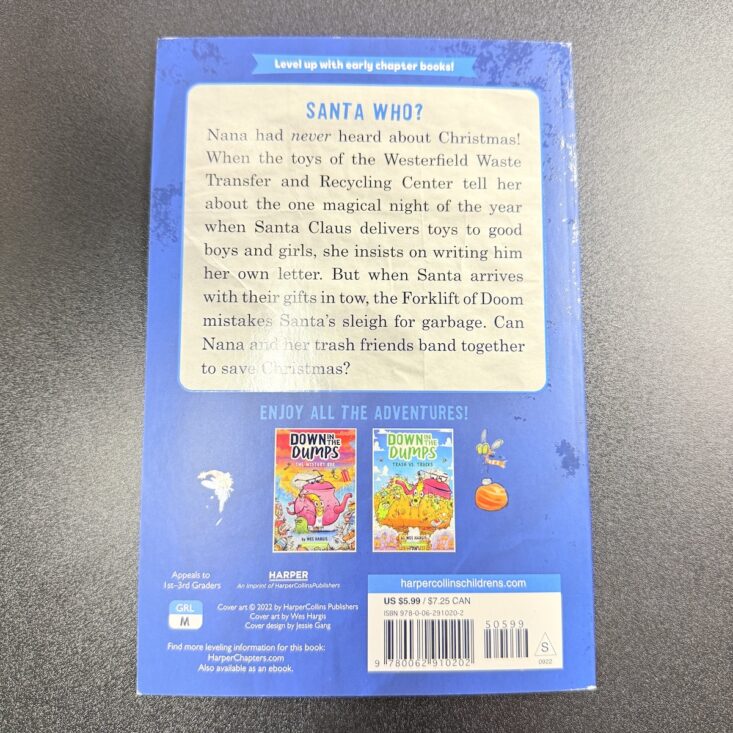 Level up with early chapter books!
SANTA WHO?
Nana had never heard about Christmas!
When the toys of the Westerfield Waste
Transfer and Recycling Center tell her
about the one magical night of the year
when Santa Claus delivers toys to good
boys and girls, she insists on writing him
her own letter. But when Santa arrives
with their gifts in tow, the Forklift of Doom
mistakes Santa's sleigh for garbage. Can
Nana and her trash friends band together
to save Christmas?
ENJOY ALL THE ADVENTURES!
DOWN IN THE DUMPS
THE MYSTERY BOX
by WES HARGIS
DOWN IN THE DUMPS
TRASH VS. TRUCKS
by WES HARGIS
Appeals to
1st–3rd Graders
GRL
M
HARPER
An Imprint of HarperCollinsPublishers
Cover art © 2022 by HarperCollins Publishers
Cover art by Wes Hargis
Cover design by Jessie Gang
Find more leveling information for this book:
HarperChapters.com
Also available as an ebook.
harpercollinschildrens.com
US $5.99 / $7.25 CAN
ISBN 978-0-06-291020-2
50599
9 780062 910202
S
0922